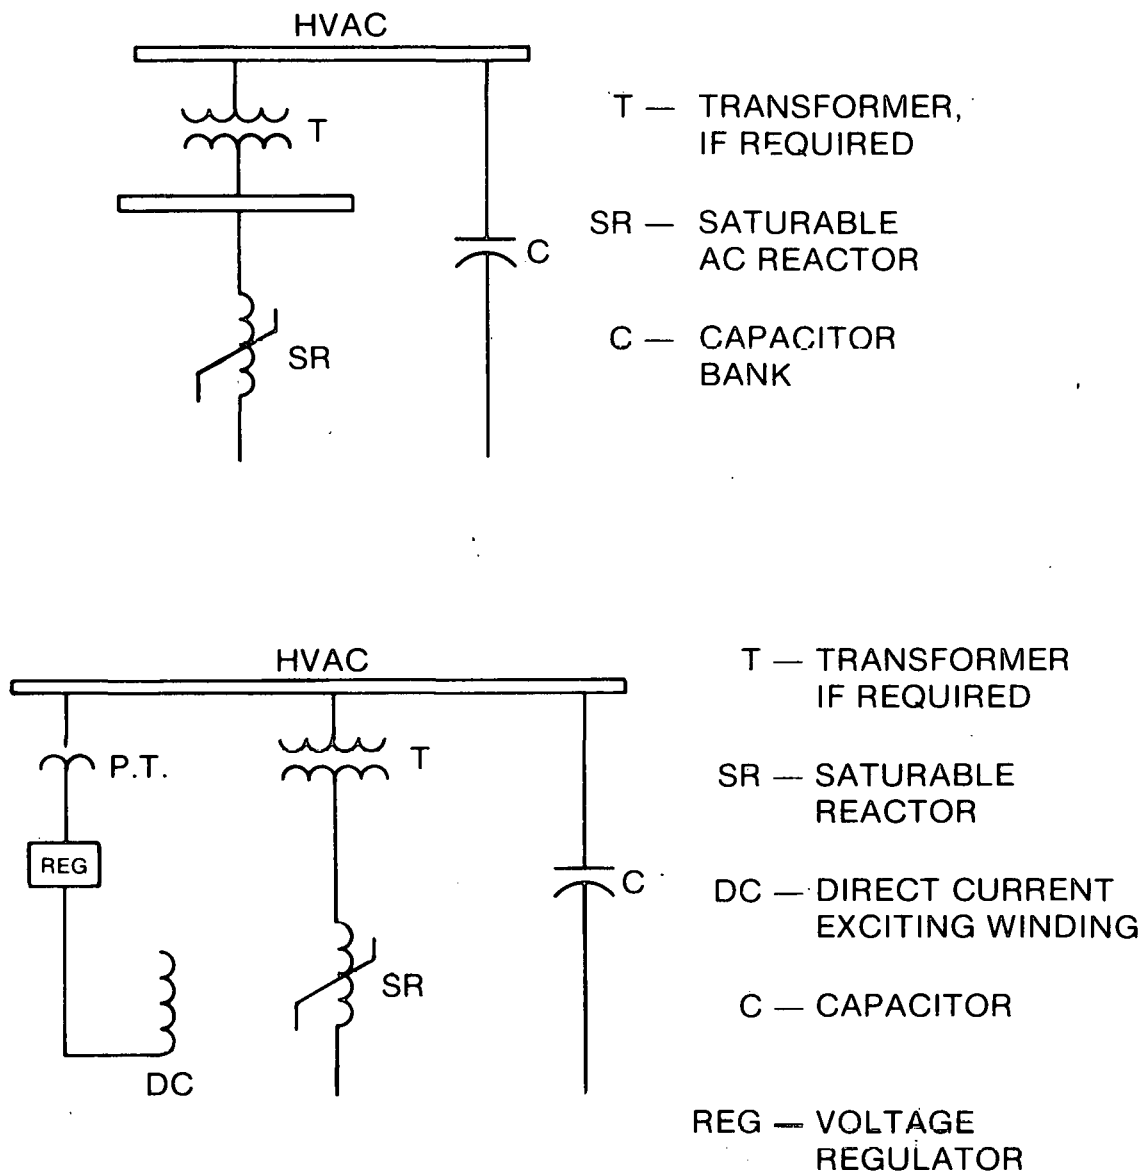 HVAC
T
C
SR
T — TRANSFORMER,
IF REQUIRED
SR — SATURABLE
AC REACTOR
C — CAPACITOR
BANK
HVAC
P.T.
T
REG
C
SR
DC
T — TRANSFORMER
IF REQUIRED
SR — SATURABLE
REACTOR
DC — DIRECT CURRENT
EXCITING WINDING
C — CAPACITOR
REG — VOLTAGE
REGULATOR